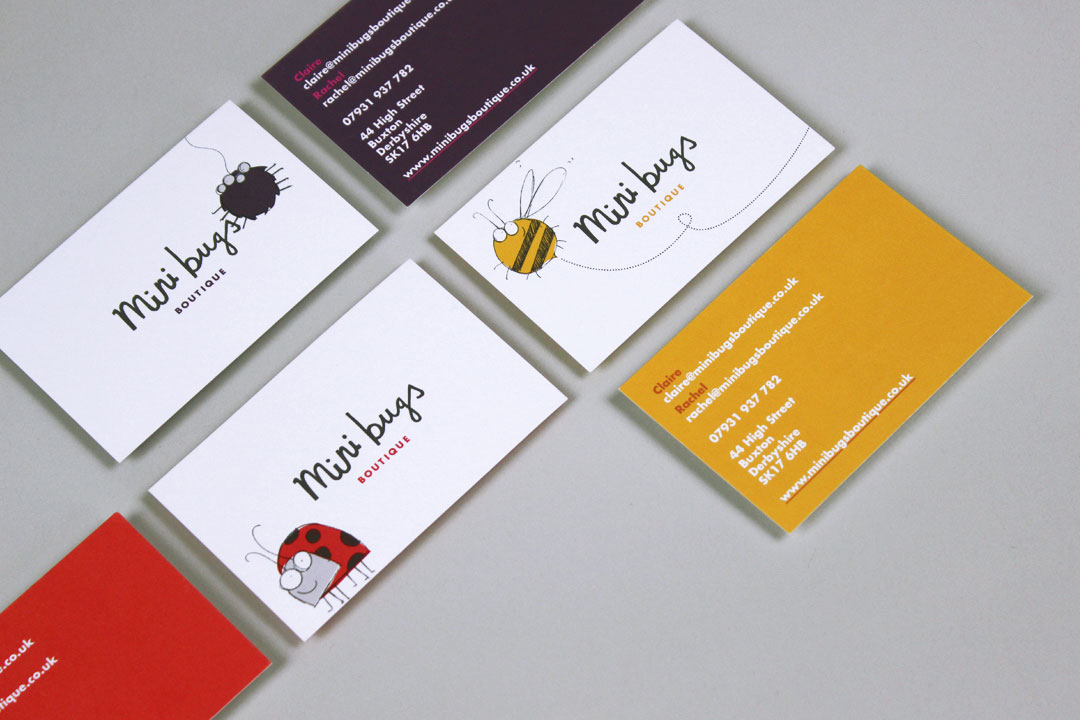 Claire
claire@minibugsboutique.co.uk
Rachel
rachel@minibugsboutique.co.uk
07931 937 782
44 High Street
Buxton
Derbyshire
SK17 6HB
www.minibugsboutique.co.uk
Mini bugs
BOUTIQUE
Mini bugs
BOUTIQUE
Mini bugs
BOUTIQUE
Claire
claire@minibugsboutique.co.uk
Rachel
rachel@minibugsboutique.co.uk
07931 937 782
44 High Street
Buxton
Derbyshire
SK17 6HB
www.minibugsboutique.co.uk
e.co.uk
tique.co.uk